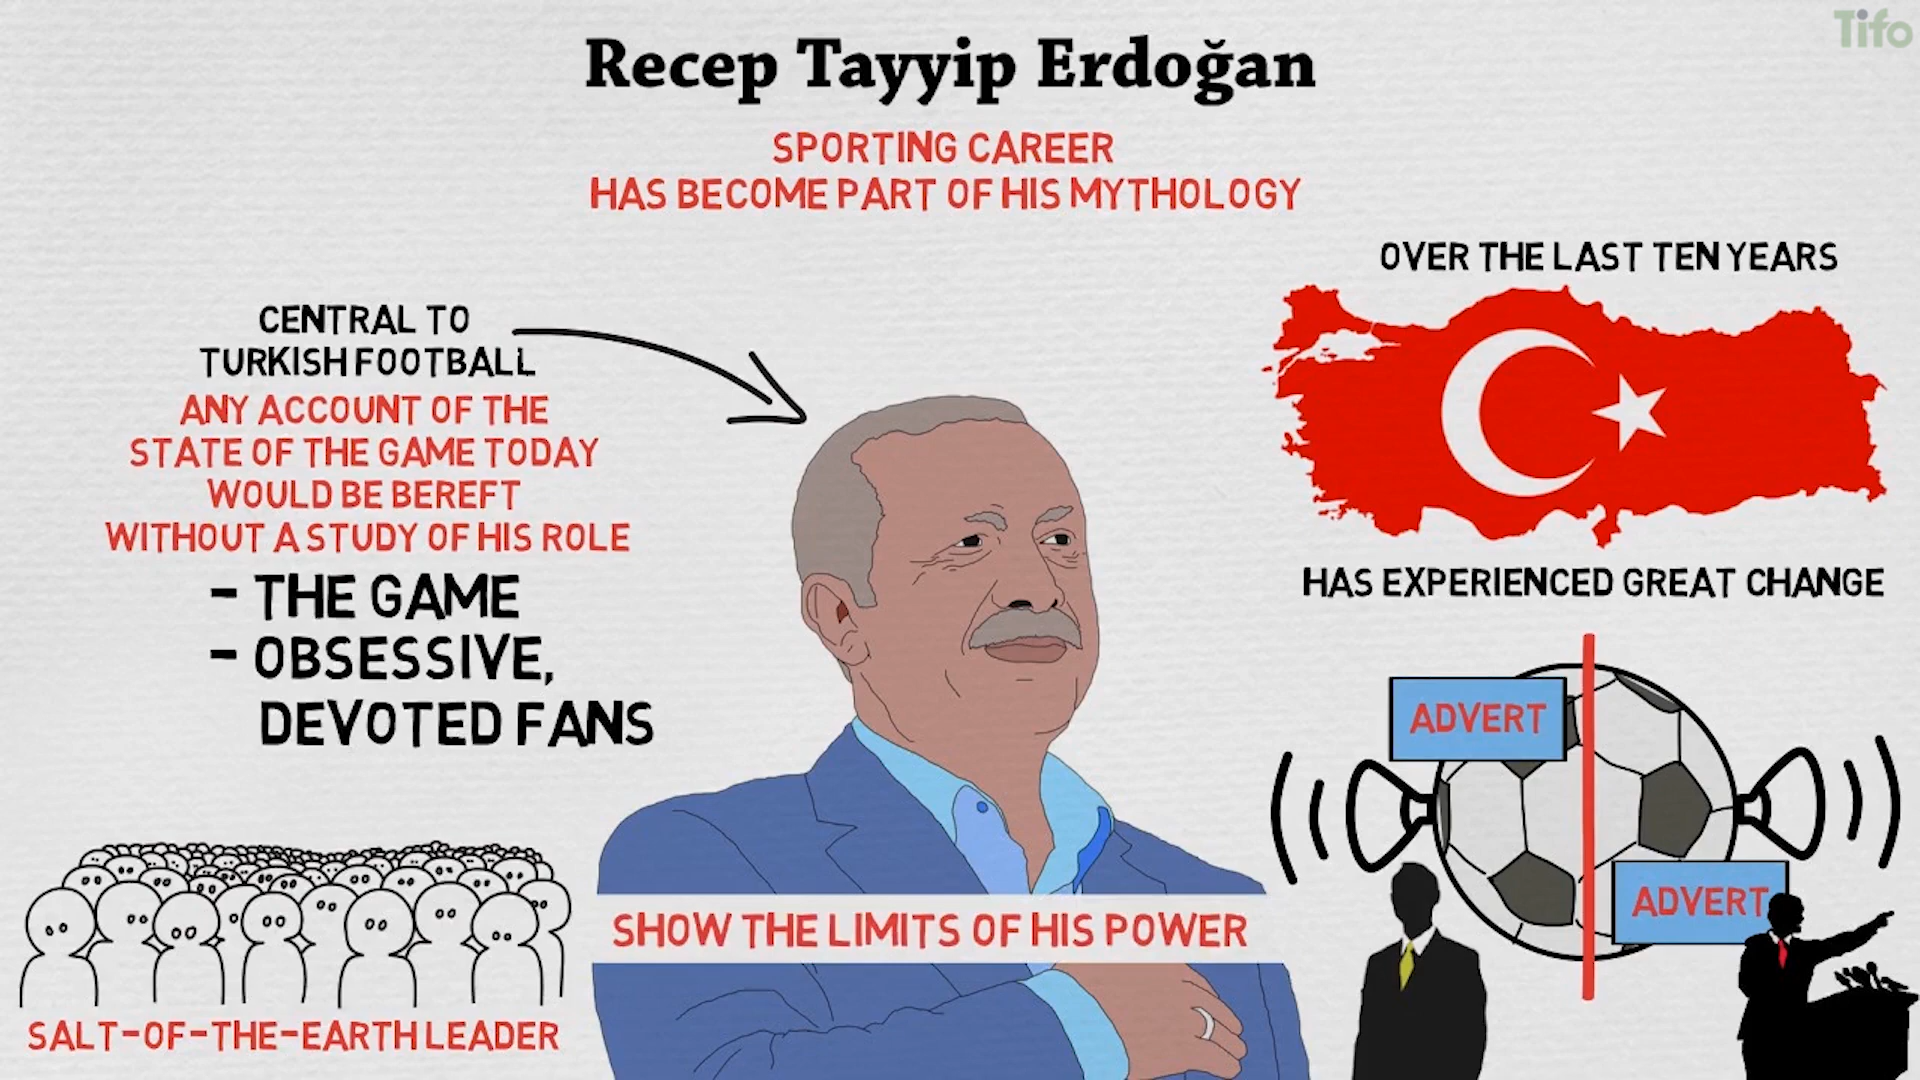 Tifo
Recep Tayyip Erdoğan
SPORTING CAREER
HAS BECOME PART OF HIS MYTHOLOGY
CENTRAL TO
TURKISH FOOTBALL
ANY ACCOUNT OF THE
STATE OF THE GAME TODAY
WOULD BE BEREFT
WITHOUT A STUDY OF HIS ROLE
- THE GAME
- OBSESSIVE,
DEVOTED FANS
SALT-OF-THE-EARTH LEADER
SHOW THE LIMITS OF HIS POWER
OVER THE LAST TEN YEARS
HAS EXPERIENCED GREAT CHANGE
ADVERT
ADVERT